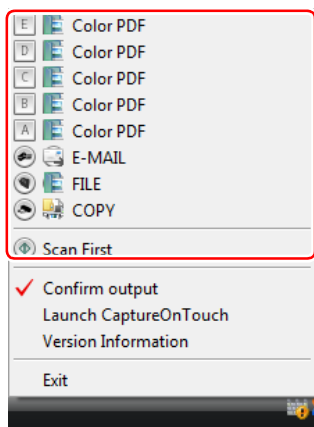 E Color PDF
D Color PDF
C Color PDF
B Color PDF
A Color PDF
E-MAIL
FILE
COPY
Scan First
Confirm output
Launch CaptureOnTouch
Version Information
Exit